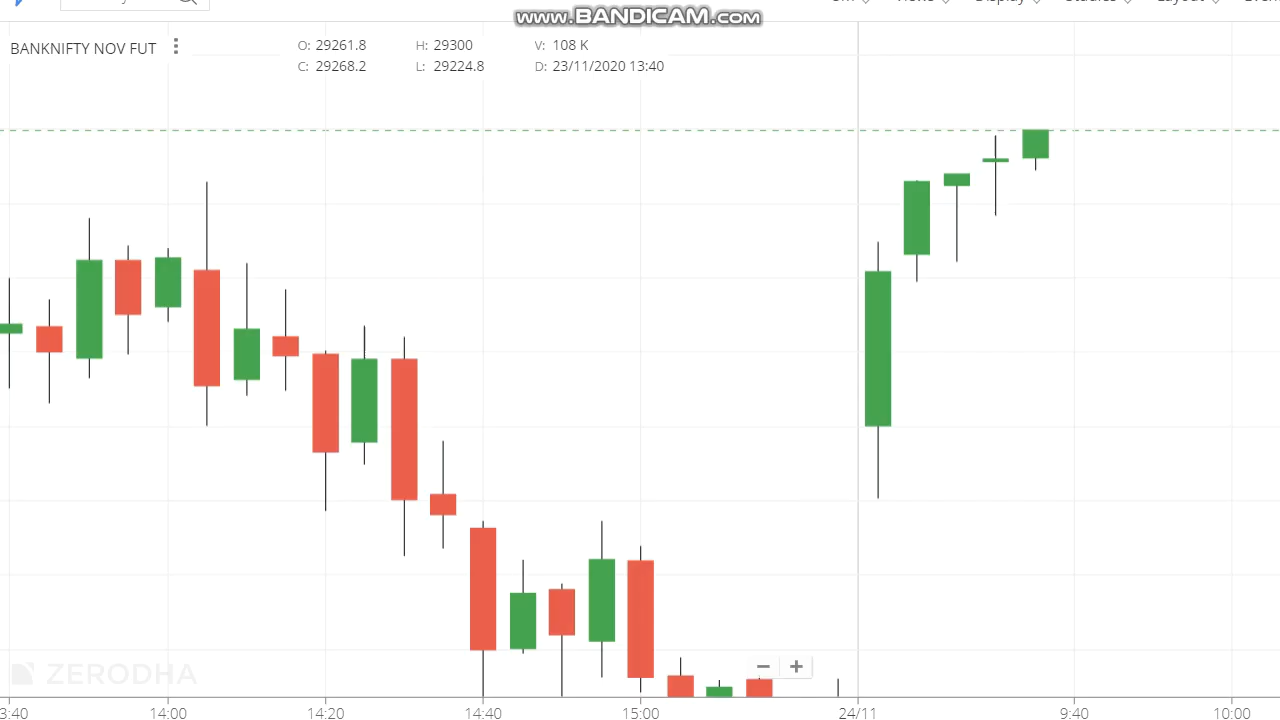 www.BANDICAM.com
BANKNIFTY NOV FUT
O: 29261.8 H: 29300 V: 108 K
C: 29268.2 L: 29224.8 D: 23/11/2020 13:40
ZERODHA
3:40 14:00 14:20 14:40 15:00 24/11 9:40 10:00